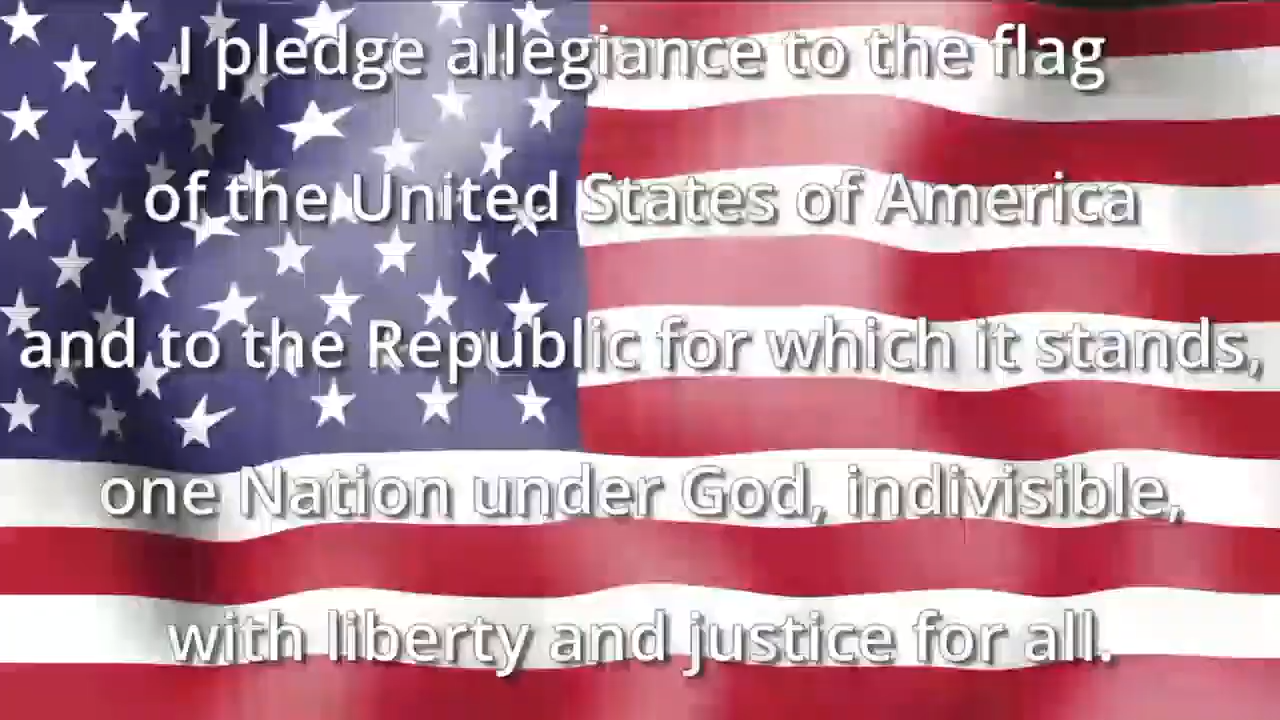 I pledge allegiance to the flag
of the United States of America
and to the Republic for which it stands,
one Nation under God, indivisible,
with liberty and justice for all.